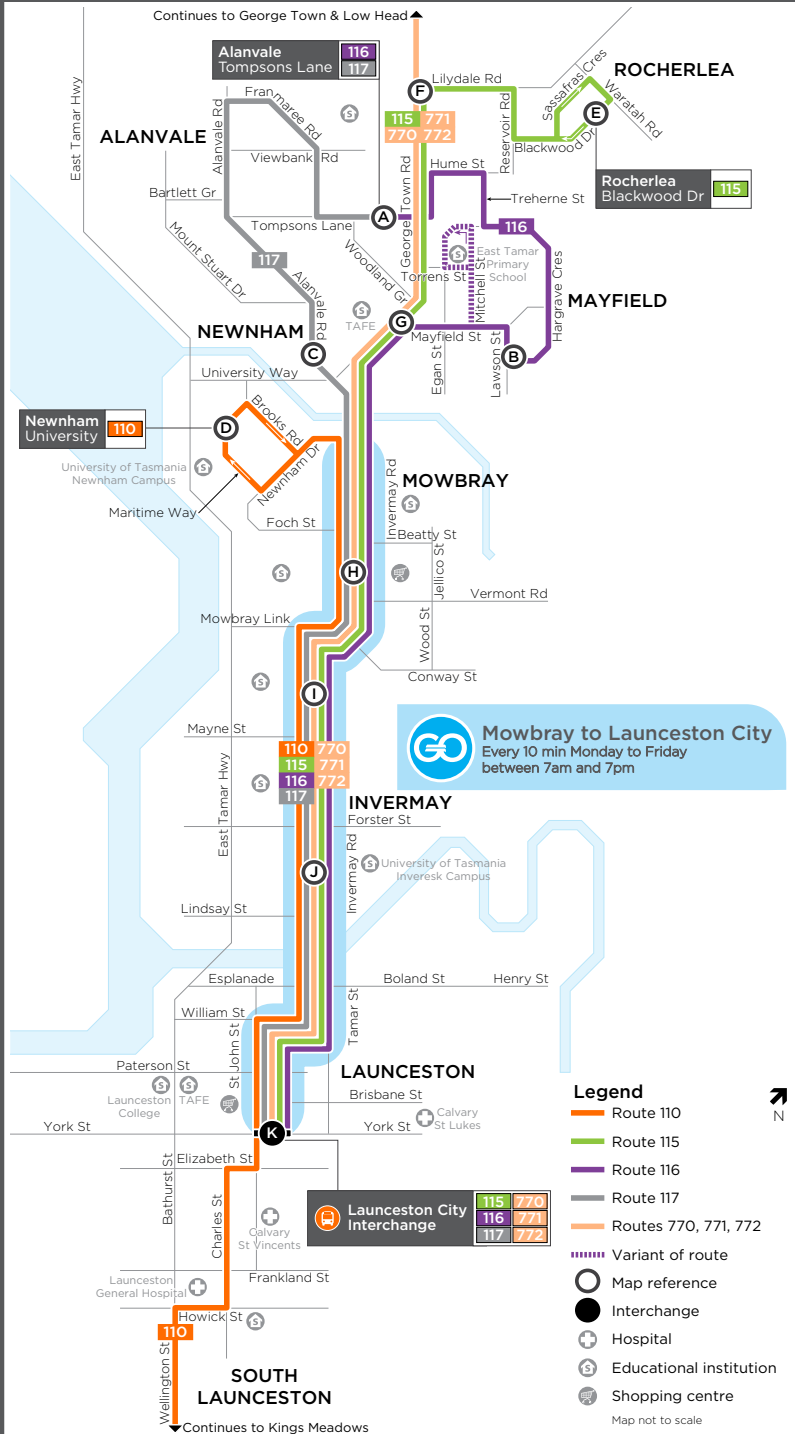 Continues to George Town & Low Head
Alanvale
Tompsons Lane
116
117
East Tamar Hwy
ALANVALE
Alanvale Rd
Franmaree Rd
Viewbank Rd
Bartlett Gr
Mount Stuart Dr
Tompsons Lane
A
117
Alanvale Rd
Woodland Gr
F
Lilydale Rd
115 771
770 772
George Town Rd
Reservoir Rd
Sassafras Cres
ROCHERLEA
Waratah Rd
E
Blackwood Dr
Rocherlea
Blackwood Dr
115
Hume St
Treherne St
116
East Tamar
Primary
School
Torrens St
Mitchell St
Hargrave Cres
MAYFIELD
G
Mayfield St
Egan St
Lawson St
B
TAFE
NEWNHAM
C
University Way
Newnham
University
110
D
Brooks Rd
Newnham Dr
University of Tasmania
Newnham Campus
Maritime Way
Foch St
MOWBRAY
Invermay Rd
Beatty St
Jellico St
H
Vermont Rd
Wood St
Mowbray Link
Conway St
I
Mayne St
GO
Mowbray to Launceston City
Every 10 min Monday to Friday
between 7am and 7pm
110 770
115 771
116 772
117
East Tamar Hwy
INVERMAY
Forster St
Invermay Rd
J
University of Tasmania
Inveresk Campus
Lindsay St
Esplanade
Boland St
Henry St
William St
St John St
Tamar St
Paterson St
LAUNCESTON
Launceston
College
TAFE
Brisbane St
Calvary
St Lukes
York St
K
York St
Elizabeth St
Bathurst St
Charles St
Launceston City
Interchange
115 770
116 771
117 772
Calvary
St Vincents
Launceston
General Hospital
Frankland St
Howick St
110
Wellington St
SOUTH
LAUNCESTON
Continues to Kings Meadows
Legend
N
Route 110
Route 115
Route 116
Route 117
Routes 770, 771, 772
Variant of route
Map reference
Interchange
Hospital
Educational institution
Shopping centre
Map not to scale